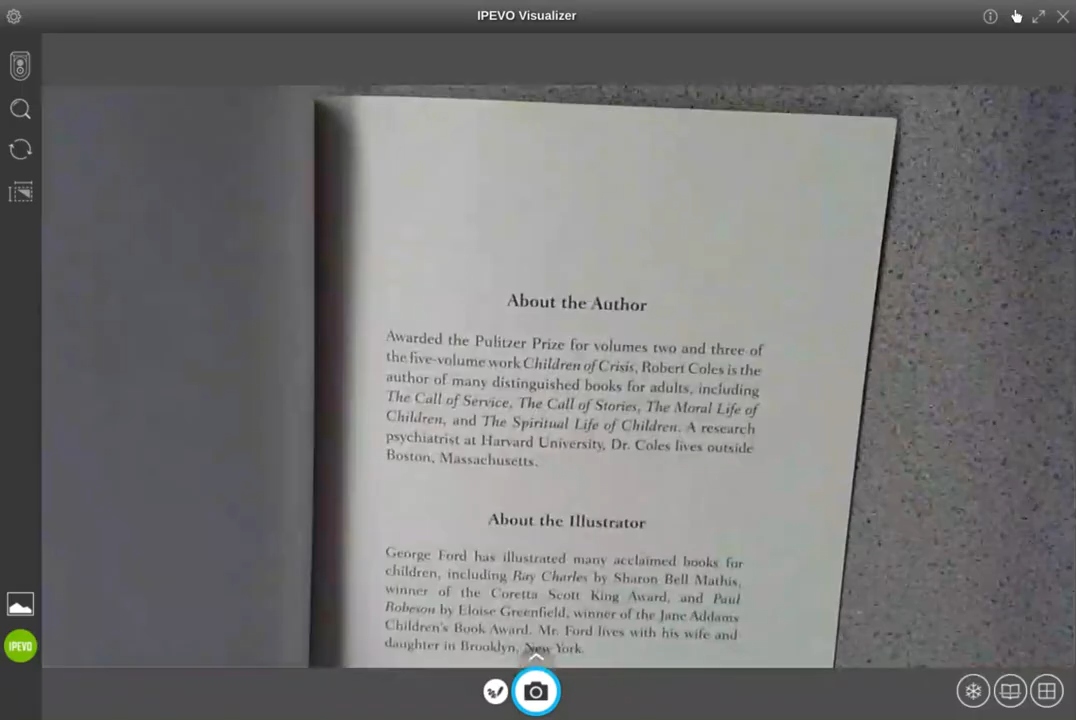 IPEVO Visualizer
About the Author
Awarded the Pulitzer Prize for volumes two and three of
the five-volume work Children of Crisis, Robert Coles is the
author of many distinguished books for adults, including
The Call of Service, The Call of Stories, The Moral Life of
Children, and The Spiritual Life of Children. A research
psychiatrist at Harvard University, Dr. Coles lives outside
Boston, Massachusetts.
About the Illustrator
George Ford has illustrated many acclaimed books for
children, including Ray Charles by Sharon Bell Mathis,
winner of the Coretta Scott King Award, and Paul
Robeson by Eloise Greenfield, winner of the Jane Addams
Children's Book Award. Mr. Ford lives with his wife and
daughter in Brooklyn, New York.
IPEVO